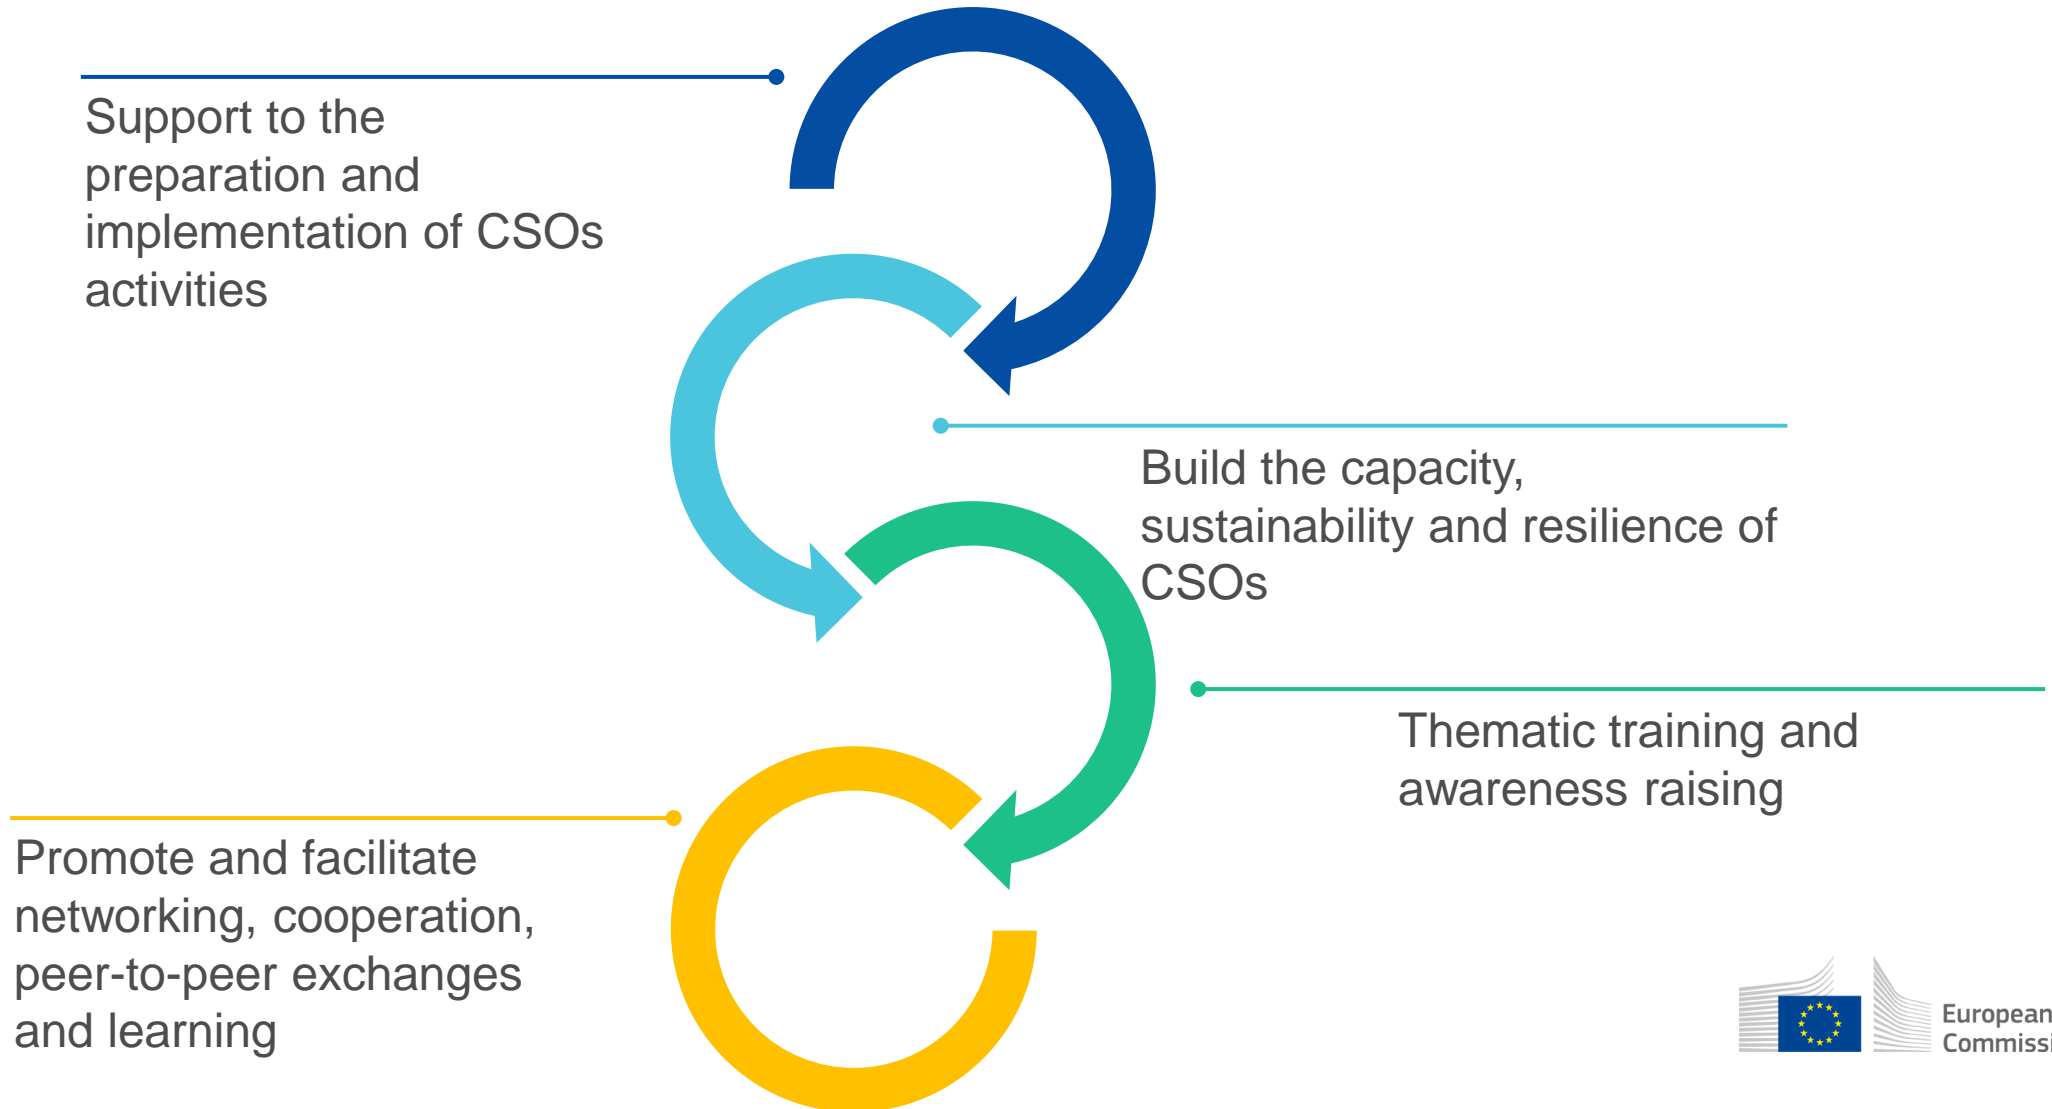 Support to the
preparation and
implementation of CSOs
activities
Build the capacity,
sustainability and resilience of
CSOs
Thematic training and
awareness raising
Promote and facilitate
networking, cooperation,
peer-to-peer exchanges
and learning
European
Commissi